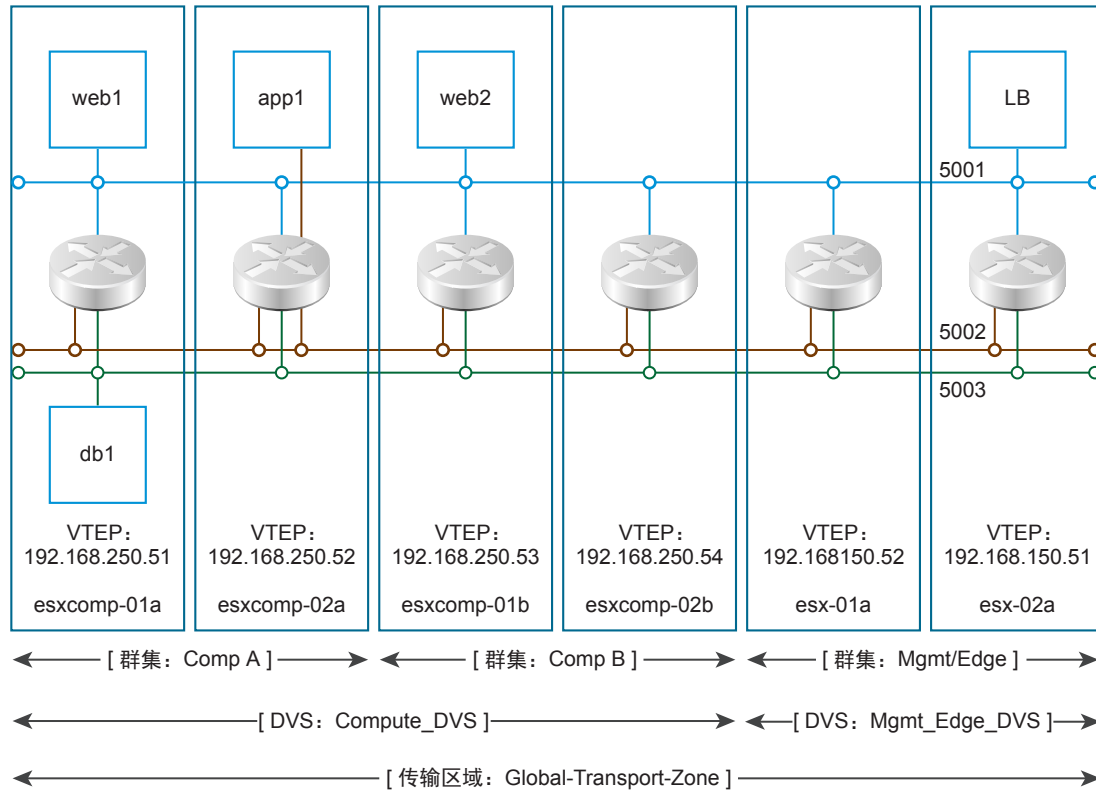 web1
app1
web2
LB
5001
5002
5003
db1
VTEP：
192.168.250.51
VTEP：
192.168.250.52
VTEP：
192.168.250.53
VTEP：
192.168.250.54
VTEP：
192.168150.52
VTEP：
192.168.150.51
esxcomp-01a
esxcomp-02a
esxcomp-01b
esxcomp-02b
esx-01a
esx-02a
[ 群集：Comp A ]
[ 群集：Comp B ]
[ 群集：Mgmt/Edge ]
[ DVS：Compute_DVS ]
[ DVS：Mgmt_Edge_DVS ]
[ 传输区域：Global-Transport-Zone ]